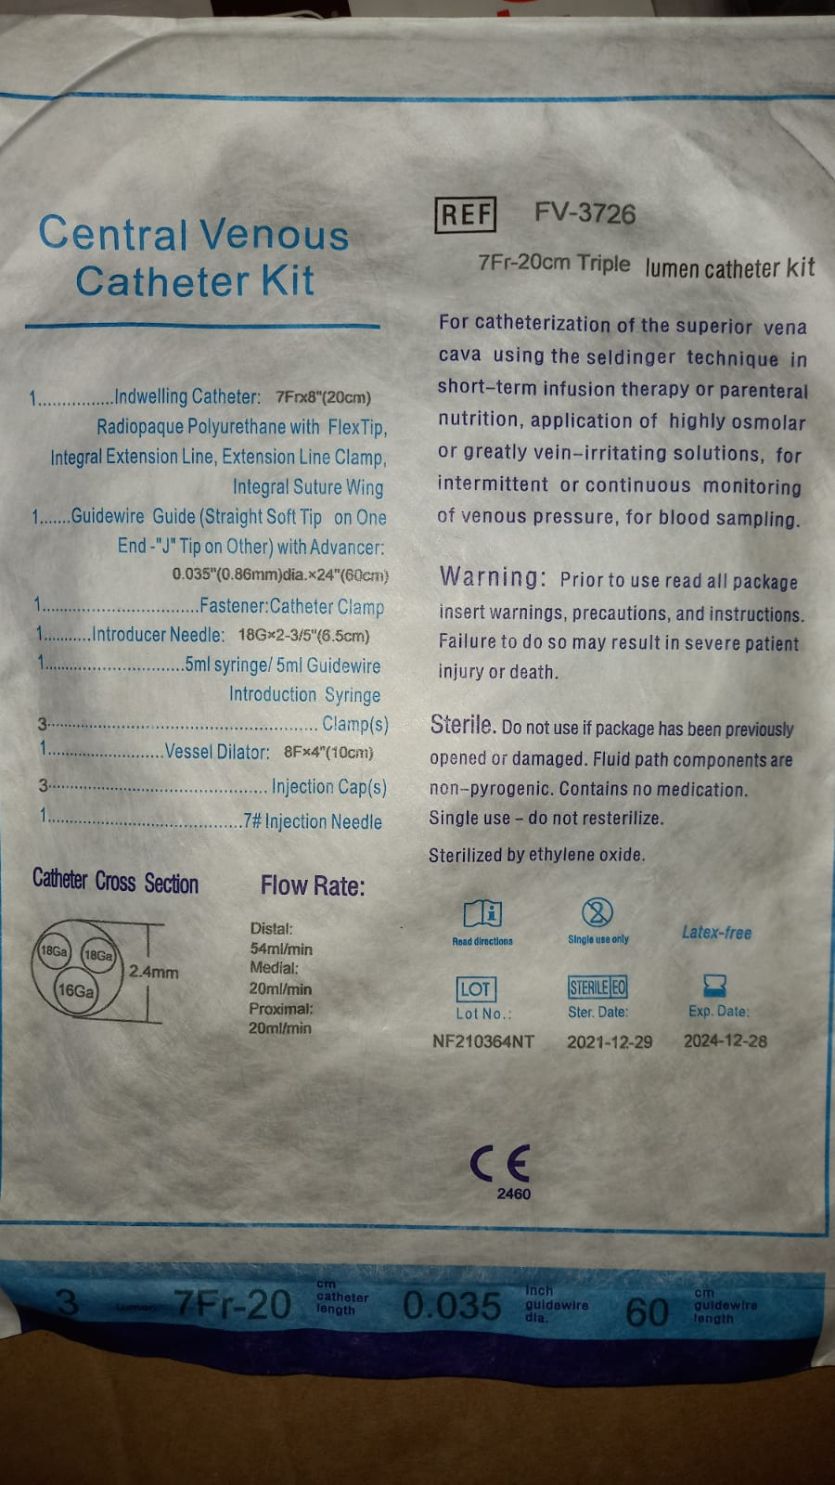 Central Venous
Catheter Kit
1...............Indwelling Catheter: 7Frx8"(20cm)
Radiopaque Polyurethane with FlexTip,
Integral Extension Line, Extension Line Clamp,
Integral Suture Wing
1.......Guidewire Guide (Straight Soft Tip on One
End -"J" Tip on Other) with Advancer:
0.035"(0.86mm)dia.×24"(60cm)
1..............................Fastener:Catheter Clamp
1...........Introducer Needle: 18G×2-3/5"(6.5cm)
1...........................5ml syringe/ 5ml Guidewire
Introduction Syringe
3...................................................... Clamp(s)
1.......................Vessel Dilator: 8F×4"(10cm)
3............................................ Injection Cap(s)
1.......................................7# Injection Needle
Catheter Cross Section
18Ga
18Ga
16Ga
2.4mm
Flow Rate:
Distal:
54ml/min
Medial:
20ml/min
Proximal:
20ml/min
REF FV-3726
7Fr-20cm Triple lumen catheter kit
For catheterization of the superior vena
cava using the seldinger technique in
short-term infusion therapy or parenteral
nutrition, application of highly osmolar
or greatly vein-irritating solutions, for
intermittent or continuous monitoring
of venous pressure, for blood sampling.
Warning: Prior to use read all package
insert warnings, precautions, and instructions.
Failure to do so may result in severe patient
injury or death.
Sterile. Do not use if package has been previously
opened or damaged. Fluid path components are
non-pyrogenic. Contains no medication.
Single use - do not resterilize.
Sterilized by ethylene oxide.
i
Read directions
2
Single use only
Latex-free
LOT
Lot No.:
NF210364NT
STERILE EO
Ster. Date:
2021-12-29
Exp. Date:
2024-12-28
CE
2460
3 Lumen 7Fr-20 cm catheter length 0.035 inch guidewire dia. 60 cm guidewire length